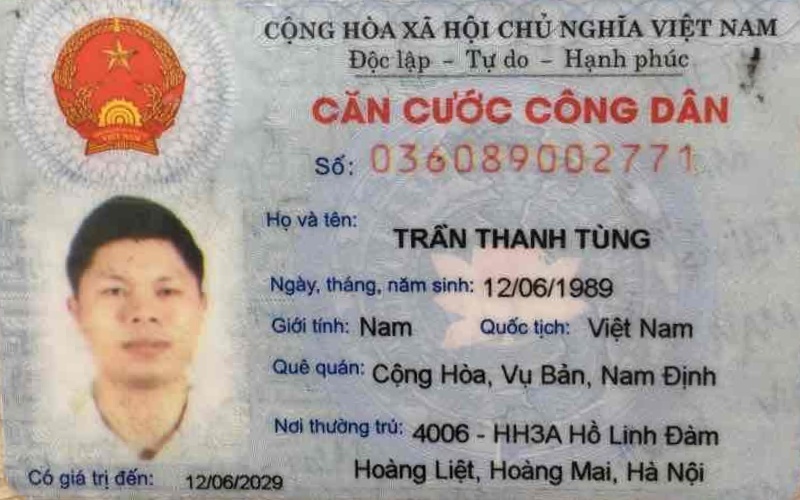 CỘNG HÒA XÃ HỘI CHỦ NGHĨA VIỆT NAM
Độc lập - Tự do - Hạnh phúc
CĂN CƯỚC CÔNG DÂN
Số: 036089002771
Họ và tên:
TRẦN THANH TÙNG
Ngày, tháng, năm sinh: 12/06/1989
Giới tính: Nam Quốc tịch: Việt Nam
Quê quán: Cộng Hòa, Vụ Bản, Nam Định
Nơi thường trú: 4006 - HH3A Hồ Linh Đàm
Hoàng Liệt, Hoàng Mai, Hà Nội
Có giá trị đến: 12/06/2029